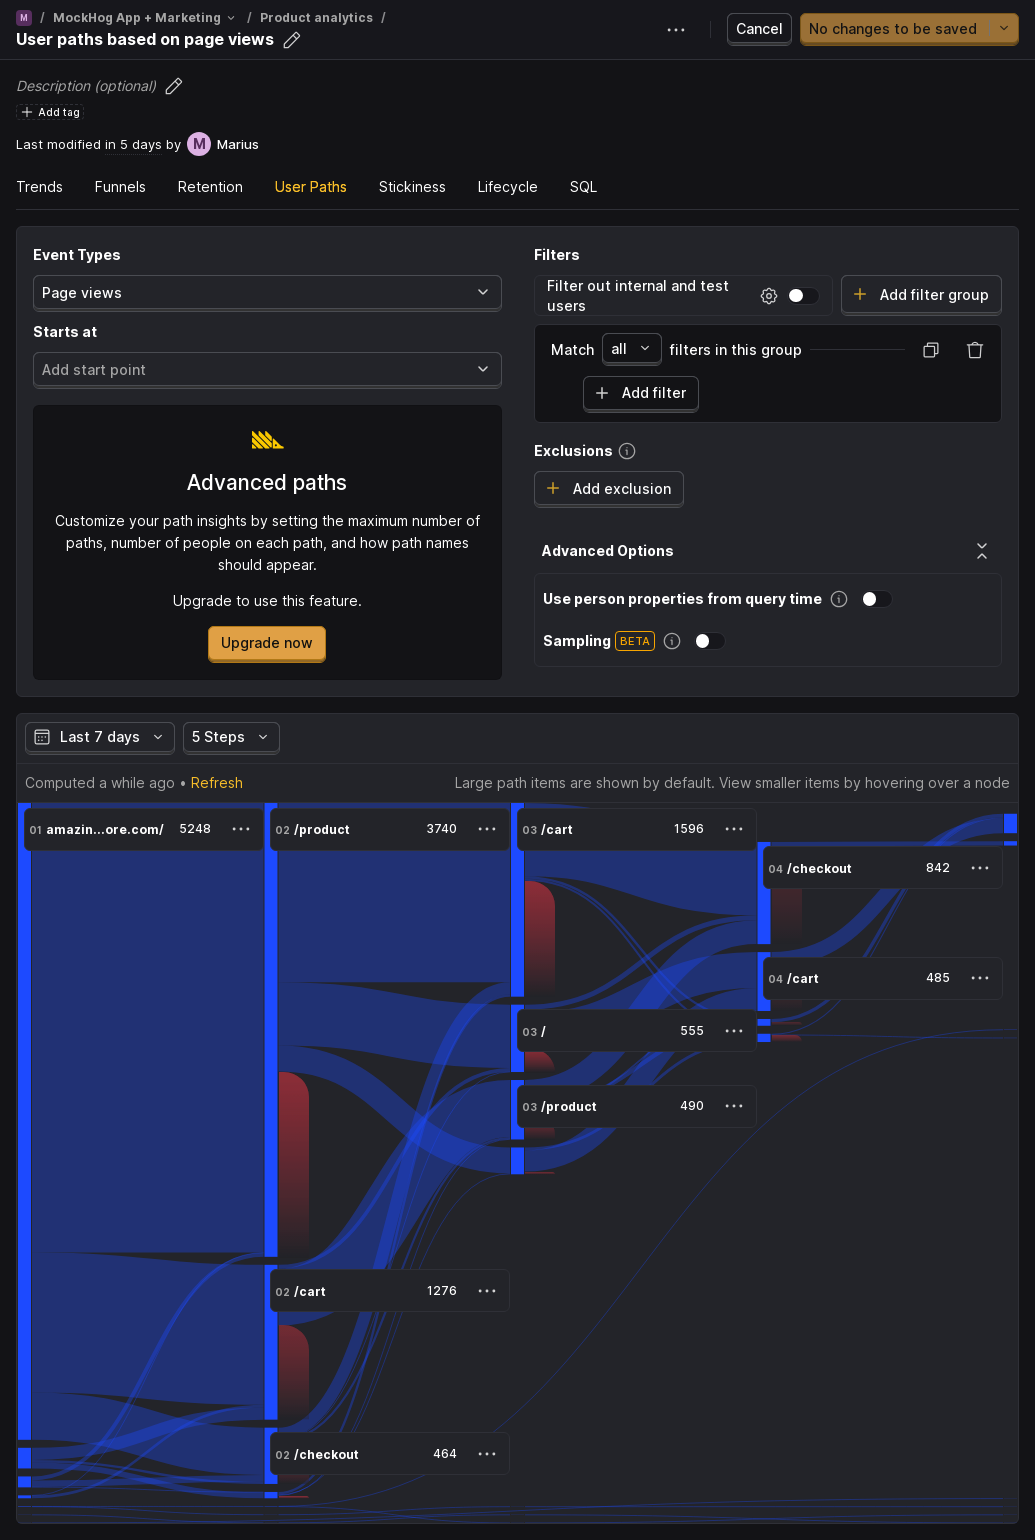 M / MockHog App + Marketing / Product analytics /
User paths based on page views
Cancel
No changes to be saved
Description (optional)
Add tag
Last modified in 5 days by M Marius
Trends Funnels Retention User Paths Stickiness Lifecycle SQL
Event Types
Page views
Starts at
Add start point
Advanced paths
Customize your path insights by setting the maximum number of
paths, number of people on each path, and how path names
should appear.
Upgrade to use this feature.
Upgrade now
Filters
Filter out internal and test
users
Add filter group
Match all filters in this group
Add filter
Exclusions
Add exclusion
Advanced Options
Use person properties from query time
Sampling BETA
Last 7 days 5 Steps
Computed a while ago • Refresh
Large path items are shown by default. View smaller items by hovering over a node
01 amazin...ore.com/ 5248
02 /product 3740
03 /cart 1596
04 /checkout 842
04 /cart 485
03 / 555
03 /product 490
02 /cart 1276
02 /checkout 464